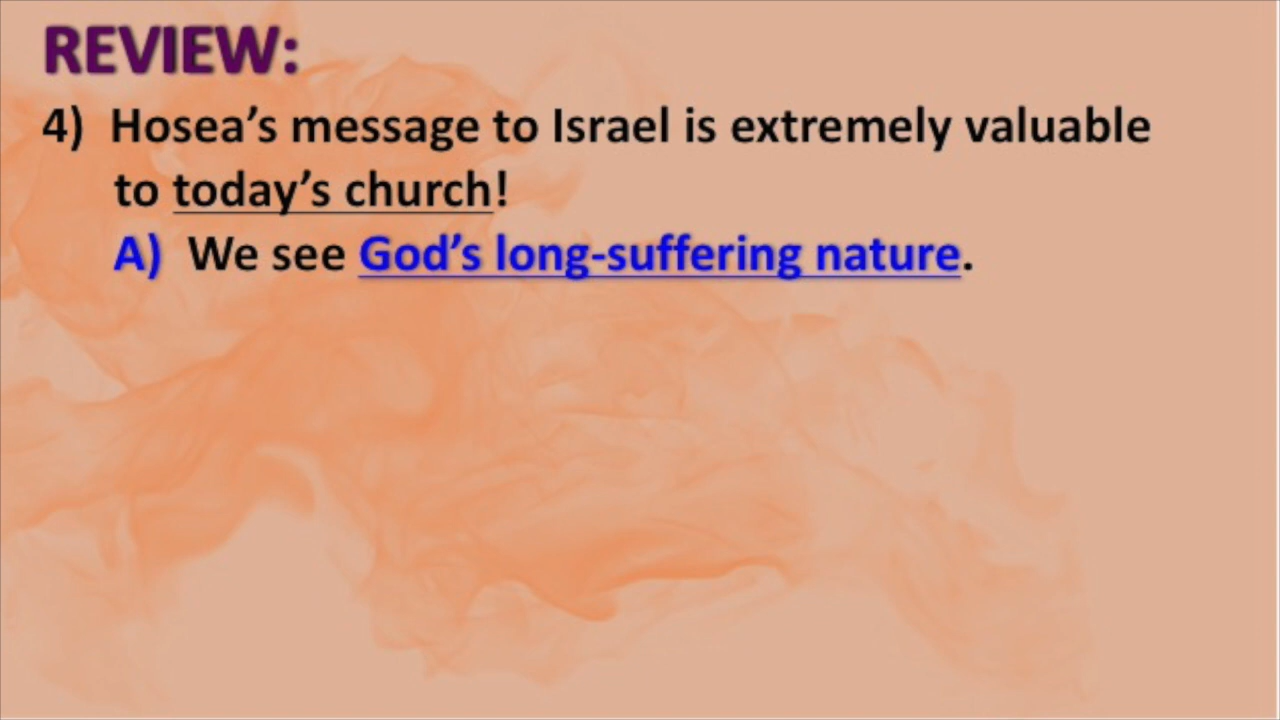 REVIEW:
4) Hosea’s message to Israel is extremely valuable
to today’s church!
A) We see God’s long-suffering nature.